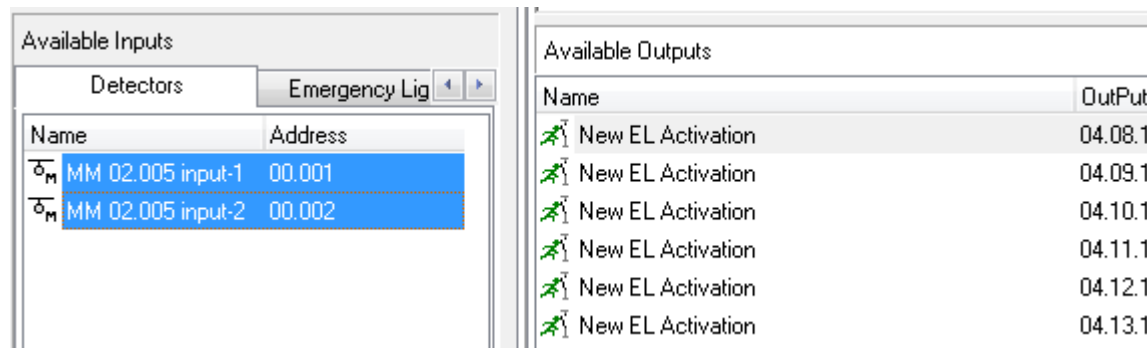 Available Inputs
Detectors
Emergency Lig
Name Address
MM 02.005 input-1 00.001
MM 02.005 input-2 00.002
Available Outputs
Name OutPut
New EL Activation 04.08.1
New EL Activation 04.09.1
New EL Activation 04.10.1
New EL Activation 04.11.1
New EL Activation 04.12.1
New EL Activation 04.13.1